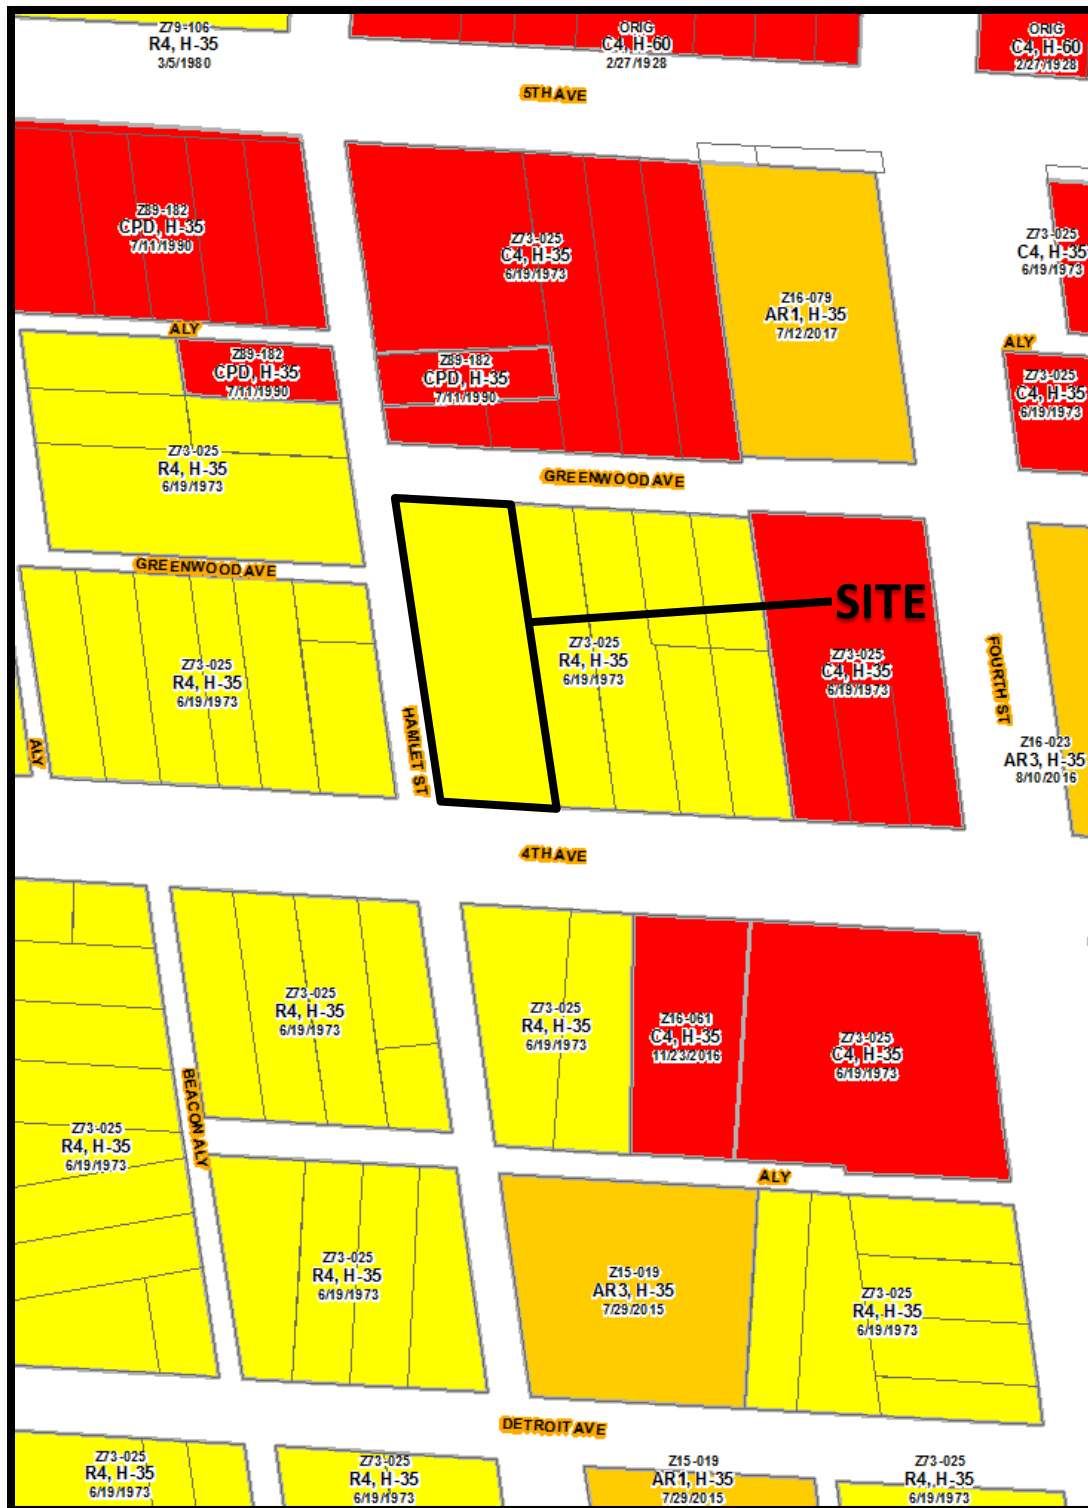 Z79-106
R4, H-35
3/5/1980
ORIG
C4, H-60
2/27/1928
ORIG
C4, H-60
2/27/1928
5TH AVE
Z89-182
CPD, H-35
7/11/1990
Z73-025
C4, H-35
6/19/1973
Z16-079
AR1, H-35
7/12/2017
Z73-025
C4, H-35
6/19/1973
ALY
Z89-182
CPD, H-35
7/11/1990
Z89-182
CPD, H-35
7/11/1990
ALY
Z73-025
C4, H-35
6/19/1973
Z73-025
R4, H-35
6/19/1973
GREENWOOD AVE
GREENWOOD AVE
SITE
Z73-025
R4, H-35
6/19/1973
Z73-025
R4, H-35
6/19/1973
Z73-025
C4, H-35
6/19/1973
FOURTH ST
HAMLET ST
ALY
Z16-023
AR3, H-35
8/10/2016
4TH AVE
Z73-025
R4, H-35
6/19/1973
Z73-025
R4, H-35
6/19/1973
Z16-061
C4, H-35
11/23/2016
Z73-025
C4, H-35
6/19/1973
BEACON ALY
Z73-025
R4, H-35
6/19/1973
ALY
Z73-025
R4, H-35
6/19/1973
Z15-019
AR3, H-35
7/29/2015
Z73-025
R4, H-35
6/19/1973
DETROIT AVE
Z73-025
R4, H-35
6/19/1973
Z73-025
R4, H-35
6/19/1973
Z15-019
AR1, H-35
7/29/2015
Z73-025
R4, H-35
6/19/1973